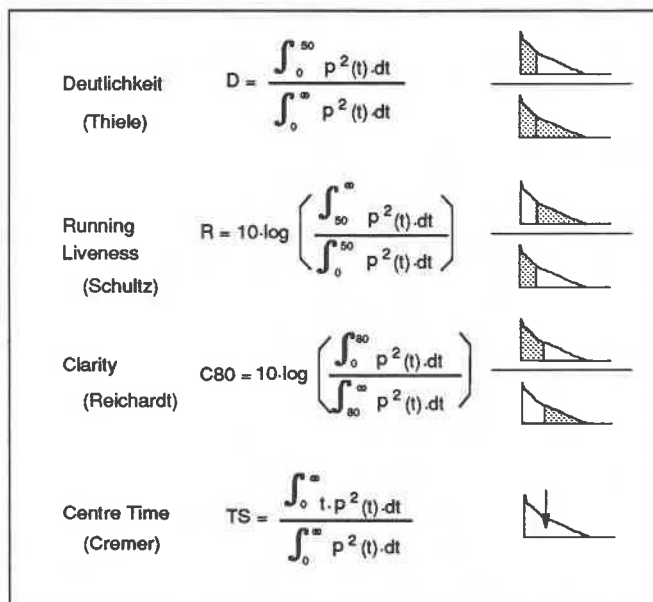 Deutlichkeit
(Thiele)
D = ∫₀⁵⁰ p²(t)·dt / ∫₀^∞ p²(t)·dt
Running
Liveness
(Schultz)
R = 10·log ( ∫₅₀^∞ p²(t)·dt / ∫₀⁵⁰ p²(t)·dt )
Clarity
(Reichardt)
C80 = 10·log ( ∫₀⁸⁰ p²(t)·dt / ∫₈₀^∞ p²(t)·dt )
Centre Time
(Cremer)
TS = ∫₀^∞ t·p²(t)·dt / ∫₀^∞ p²(t)·dt